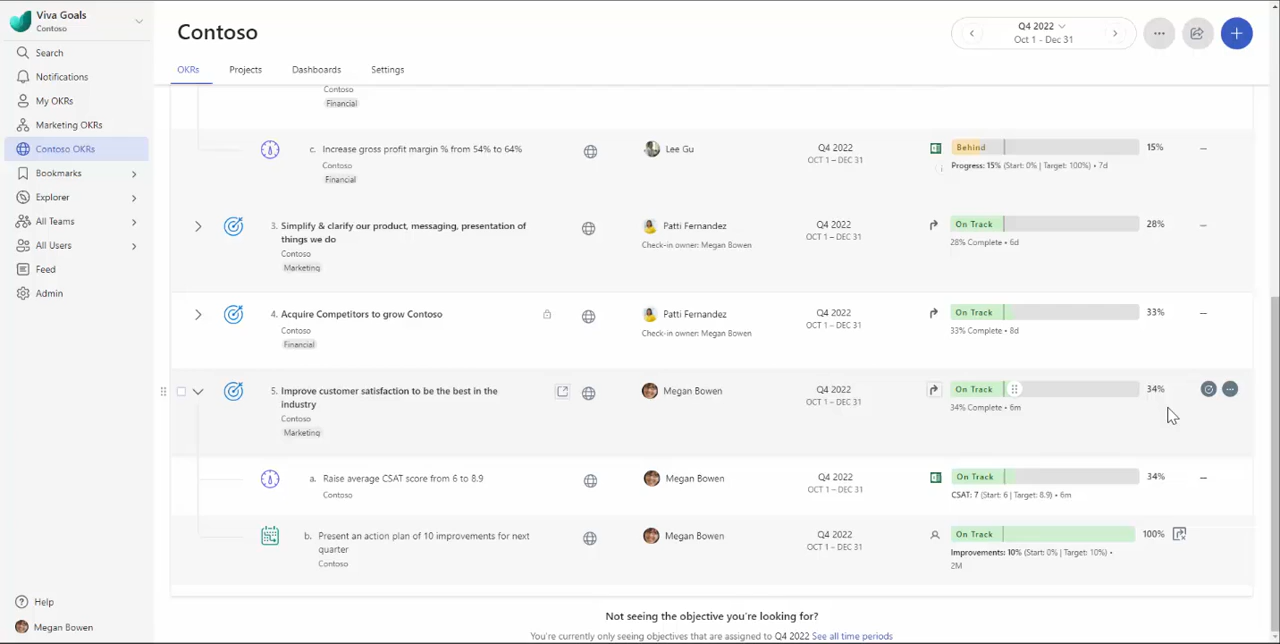 Viva Goals
Contoso
Search
Notifications
My OKRs
Marketing OKRs
Contoso OKRs
Bookmarks
Explorer
All Teams
All Users
Feed
Admin
Help
Megan Bowen
Contoso
Q4 2022
Oct 1 - Dec 31
OKRs Projects Dashboards Settings
Contoso
Financial
c. Increase gross profit margin % from 54% to 64%
Contoso
Financial
Lee Gu
Q4 2022
OCT 1 – DEC 31
Behind
15%
Progress: 15% (Start: 0% | Target: 100%) • 7d
3. Simplify & clarify our product, messaging, presentation of
things we do
Contoso
Marketing
Patti Fernandez
Check-in owner: Megan Bowen
Q4 2022
OCT 1 – DEC 31
On Track
28%
28% Complete • 6d
4. Acquire Competitors to grow Contoso
Contoso
Financial
Patti Fernandez
Check-in owner: Megan Bowen
Q4 2022
OCT 1 – DEC 31
On Track
33%
33% Complete • 8d
5. Improve customer satisfaction to be the best in the
industry
Contoso
Marketing
Megan Bowen
Q4 2022
OCT 1 – DEC 31
On Track
34%
34% Complete • 6m
a. Raise average CSAT score from 6 to 8.9
Contoso
Megan Bowen
Q4 2022
OCT 1 – DEC 31
On Track
34%
CSAT: 7 (Start: 6 | Target: 8.9) • 6m
b. Present an action plan of 10 improvements for next
quarter
Contoso
Megan Bowen
Q4 2022
OCT 1 – DEC 31
On Track
100%
Improvements: 10% (Start: 0% | Target: 10%) •
2M
Not seeing the objective you're looking for?
You're currently only seeing objectives that are assigned to Q4 2022 See all time periods